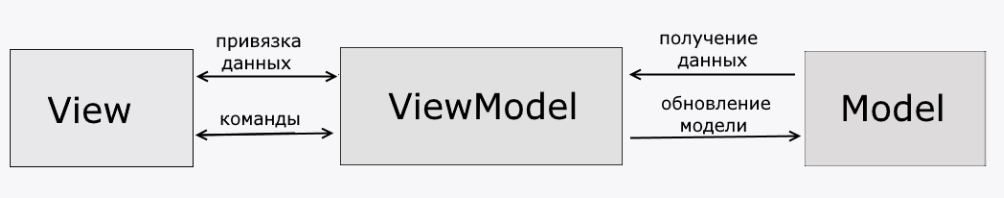 привязка
данных
получение
данных
View
ViewModel
Model
команды
обновление
модели